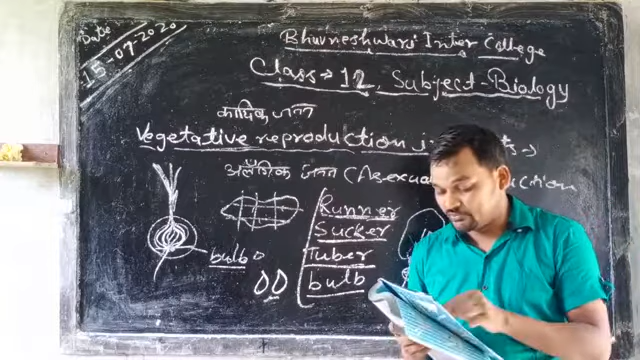 Date
15-07-2020
Bhuvneshwari Inter College
Class → 12 Subject - Biology
कायिक जनन
Vegetative reproduction
अलैंगिक जनन (Asexua
Runner
Sucker
Tuber
bulb
bulb